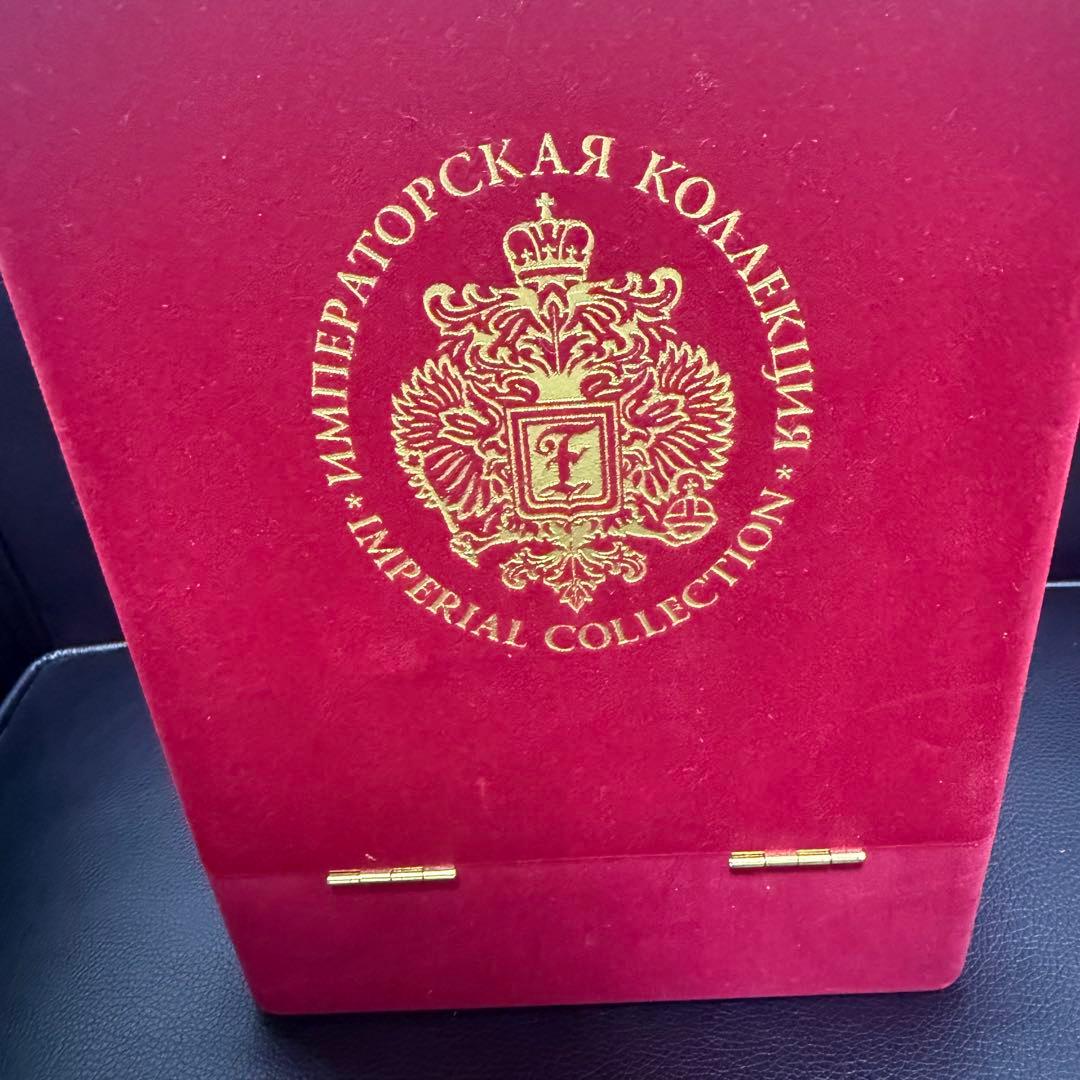 ИМПЕРАТОРСКАЯ КОЛЛЕКЦИЯ
F
* IMPERIAL COLLECTION *